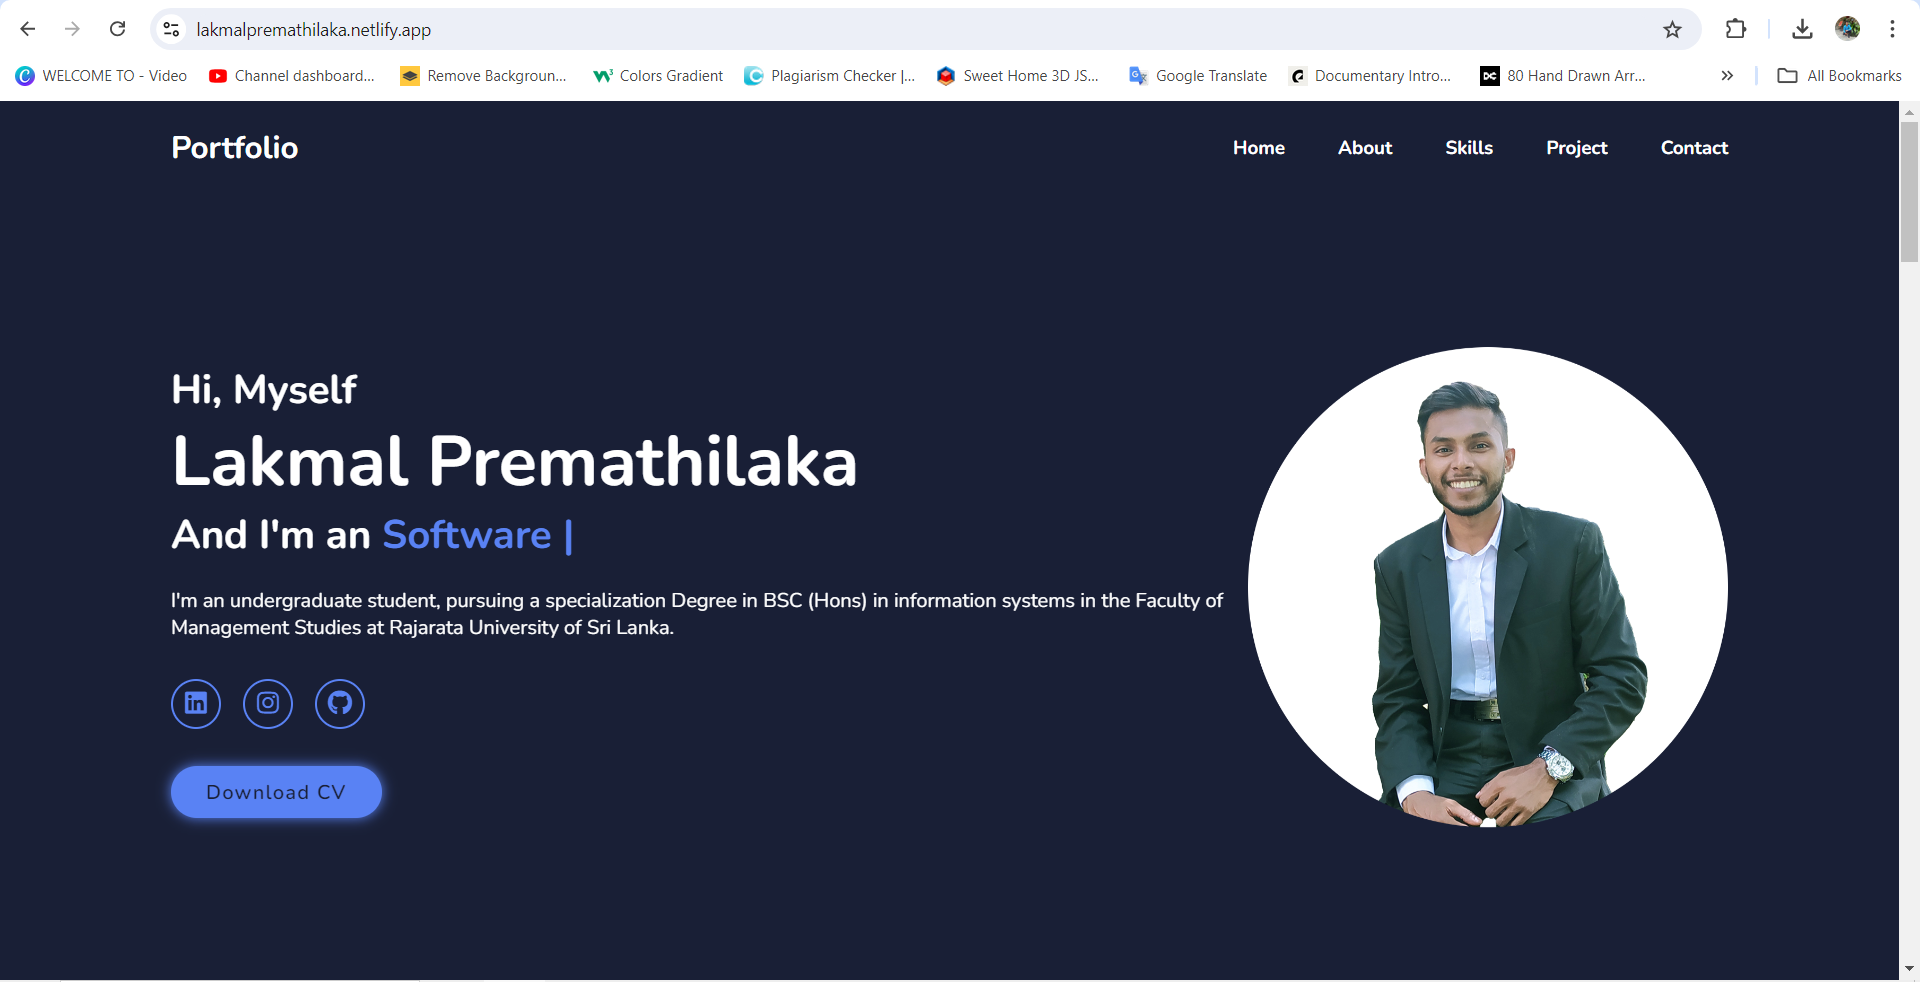 lakmalpremathilaka.netlify.app
WELCOME TO - Video Channel dashboard... Remove Backgroun... Colors Gradient Plagiarism Checker |... Sweet Home 3D JS... Google Translate Documentary Intro... DC 80 Hand Drawn Arr... All Bookmarks
Portfolio Home About Skills Project Contact
Hi, Myself
Lakmal Premathilaka
And I'm an Software |
I'm an undergraduate student, pursuing a specialization Degree in BSC (Hons) in information systems in the Faculty of
Management Studies at Rajarata University of Sri Lanka.
Download CV